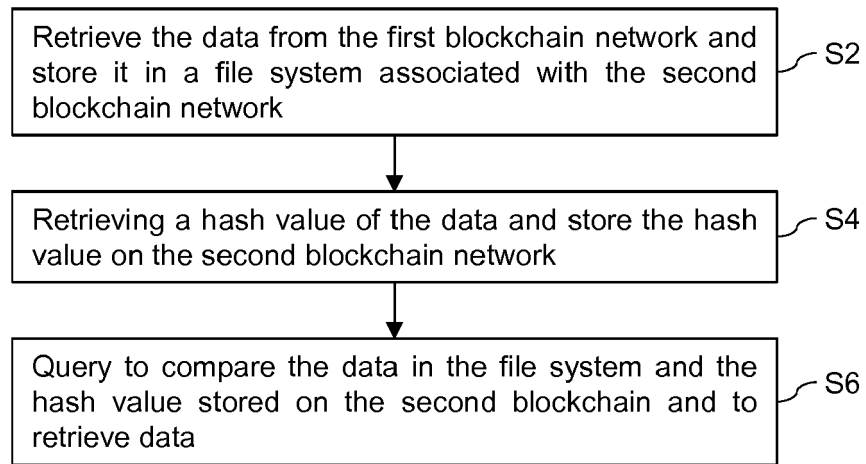 Retrieve the data from the first blockchain network and
store it in a file system associated with the second
blockchain network
S2
Retrieving a hash value of the data and store the hash
value on the second blockchain network
S4
Query to compare the data in the file system and the
hash value stored on the second blockchain and to
retrieve data
S6